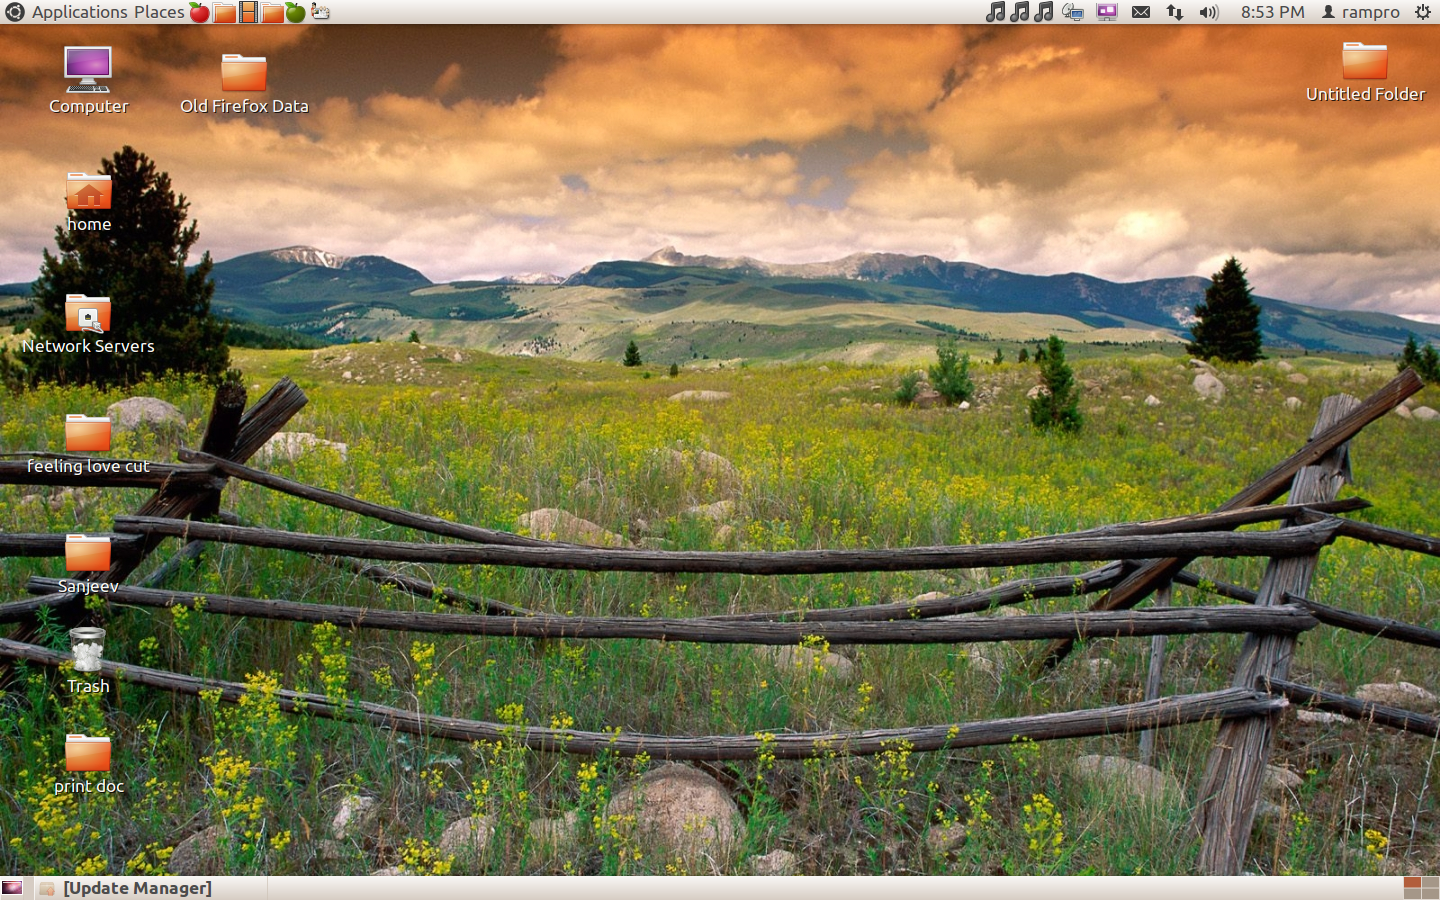 Applications Places
8:53 PM rampro
Computer
Old Firefox Data
Untitled Folder
home
Network Servers
feeling love cut
Sanjeev
Trash
print doc
[Update Manager]